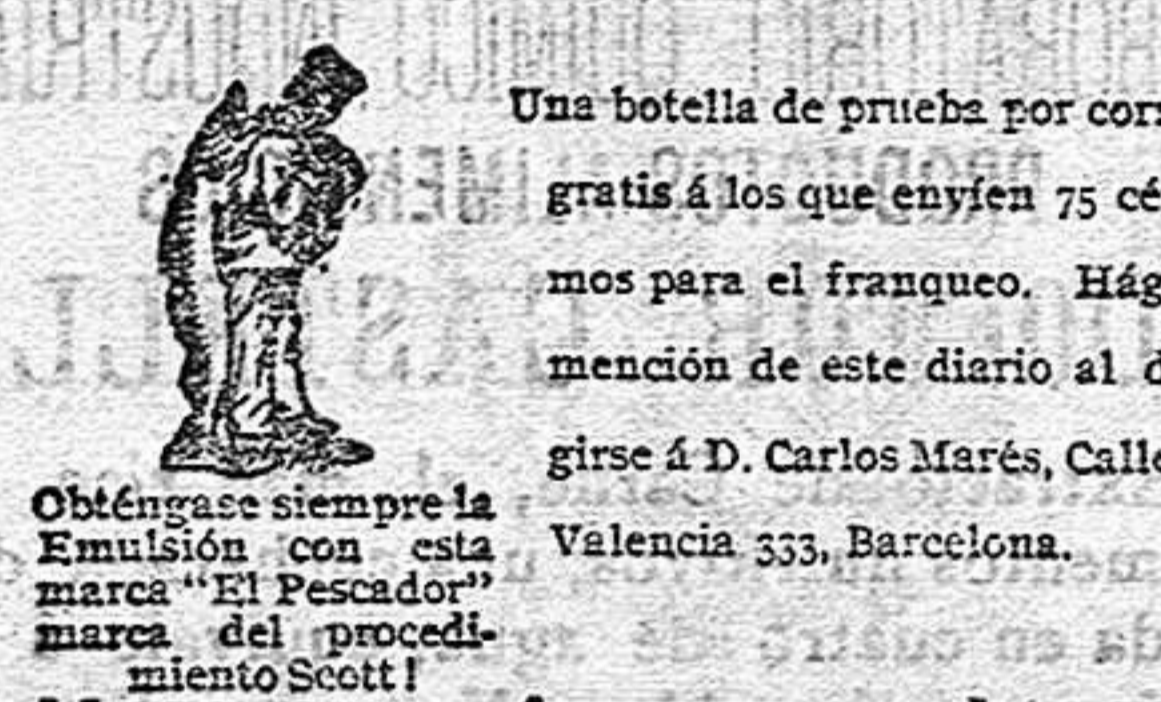 Una botella de prueba por corr
gratis á los que envíen 75 cé
mos para el franqueo. Hág
mención de este diario al d
girse á D. Carlos Marés, Calle
Valencia 333, Barcelona.
Obténgase siempre la
Emulsión con esta
marca "El Pescador"
marca del procedi-
miento Scott!